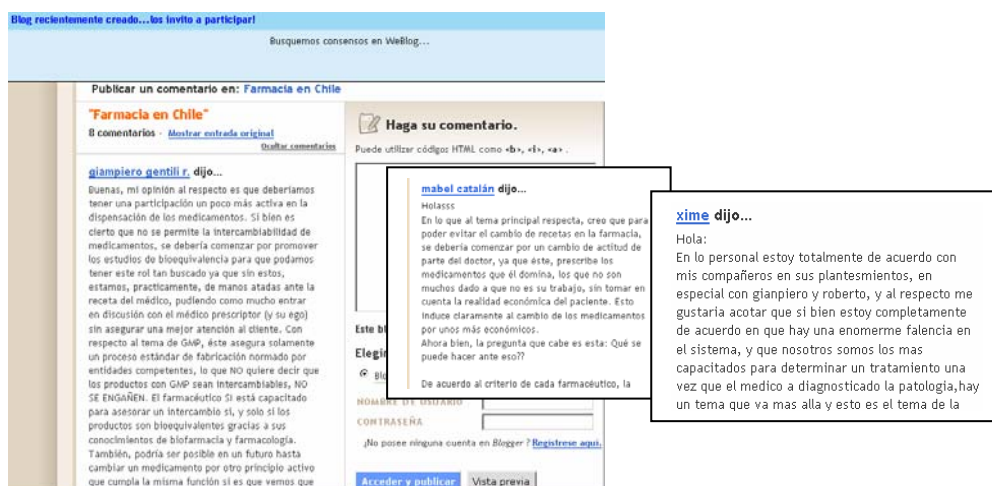 Blog recientemente creado...los invito a participar!
Busquemos consensos en WeBlog...
Publicar un comentario en: Farmacia en Chile
"Farmacia en Chile"
8 comentarios - Mostrar entrada original
Ocultar comentarios
giampiero gentili r. dijo...
Buenas, mi opinión al respecto es que deberíamos
tener una participación un poco más activa en la
dispensación de los medicamentos. Si bien es
cierto que no se permite la intercambiabilidad de
medicamentos, se debería comenzar por promover
los estudios de bioequivalencia para que podamos
tener este rol tan buscado ya que sin estos,
estamos, practicamente, de manos atadas ante la
receta del médico, pudiendo como mucho entrar
en discusión con el médico prescriptor (y su ego)
sin asegurar una mejor atención al cliente. Con
respecto al tema de GMP, éste asegura solamente
un proceso estándar de fabricación normado por
entidades competentes, lo que NO quiere decir que
los productos con GMP sean intercambiables, NO
SE ENGAÑEN. El farmacéutico SI está capacitado
para asesorar un intercambio si, y solo si los
productos son bioequivalentes gracias a sus
conocimientos de biofarmacia y farmacología.
También, podría ser posible en un futuro hasta
cambiar un medicamento por otro principio activo
que cumpla la misma función si es que vemos que
Haga su comentario.
Puede utilizar códigos HTML como <b>, <i>, <a> .
Este bl
Elegir
Blo
NOMBRE DE USUARIO
CONTRASEÑA
¿No posee ninguna cuenta en Blogger ? Regístrese aquí.
Acceder y publicar Vista previa
mabel catalán dijo...
Holasss
En lo que al tema principal respecta, creo que para
poder evitar el cambio de recetas en la farmacia,
se debería comenzar por un cambio de actitud de
parte del doctor, ya que éste, prescribe los
medicamentos que él domina, los que no son
muchos dado a que no es su trabajo, sin tomar en
cuenta la realidad económica del paciente. Esto
induce claramente al cambio de los medicamentos
por unos más económicos.
Ahora bien, la pregunta que cabe es esta: Qué se
puede hacer ante eso??
De acuerdo al criterio de cada farmacéutico, la
xime dijo...
Hola:
En lo personal estoy totalmente de acuerdo con
mis compañeros en sus plantesmientos, en
especial con gianpiero y roberto, y al respecto me
gustaria acotar que si bien estoy completamente
de acuerdo en que hay una enomerme falencia en
el sistema, y que nosotros somos los mas
capacitados para determinar un tratamiento una
vez que el medico a diagnosticado la patologia,hay
un tema que va mas alla y esto es el tema de la